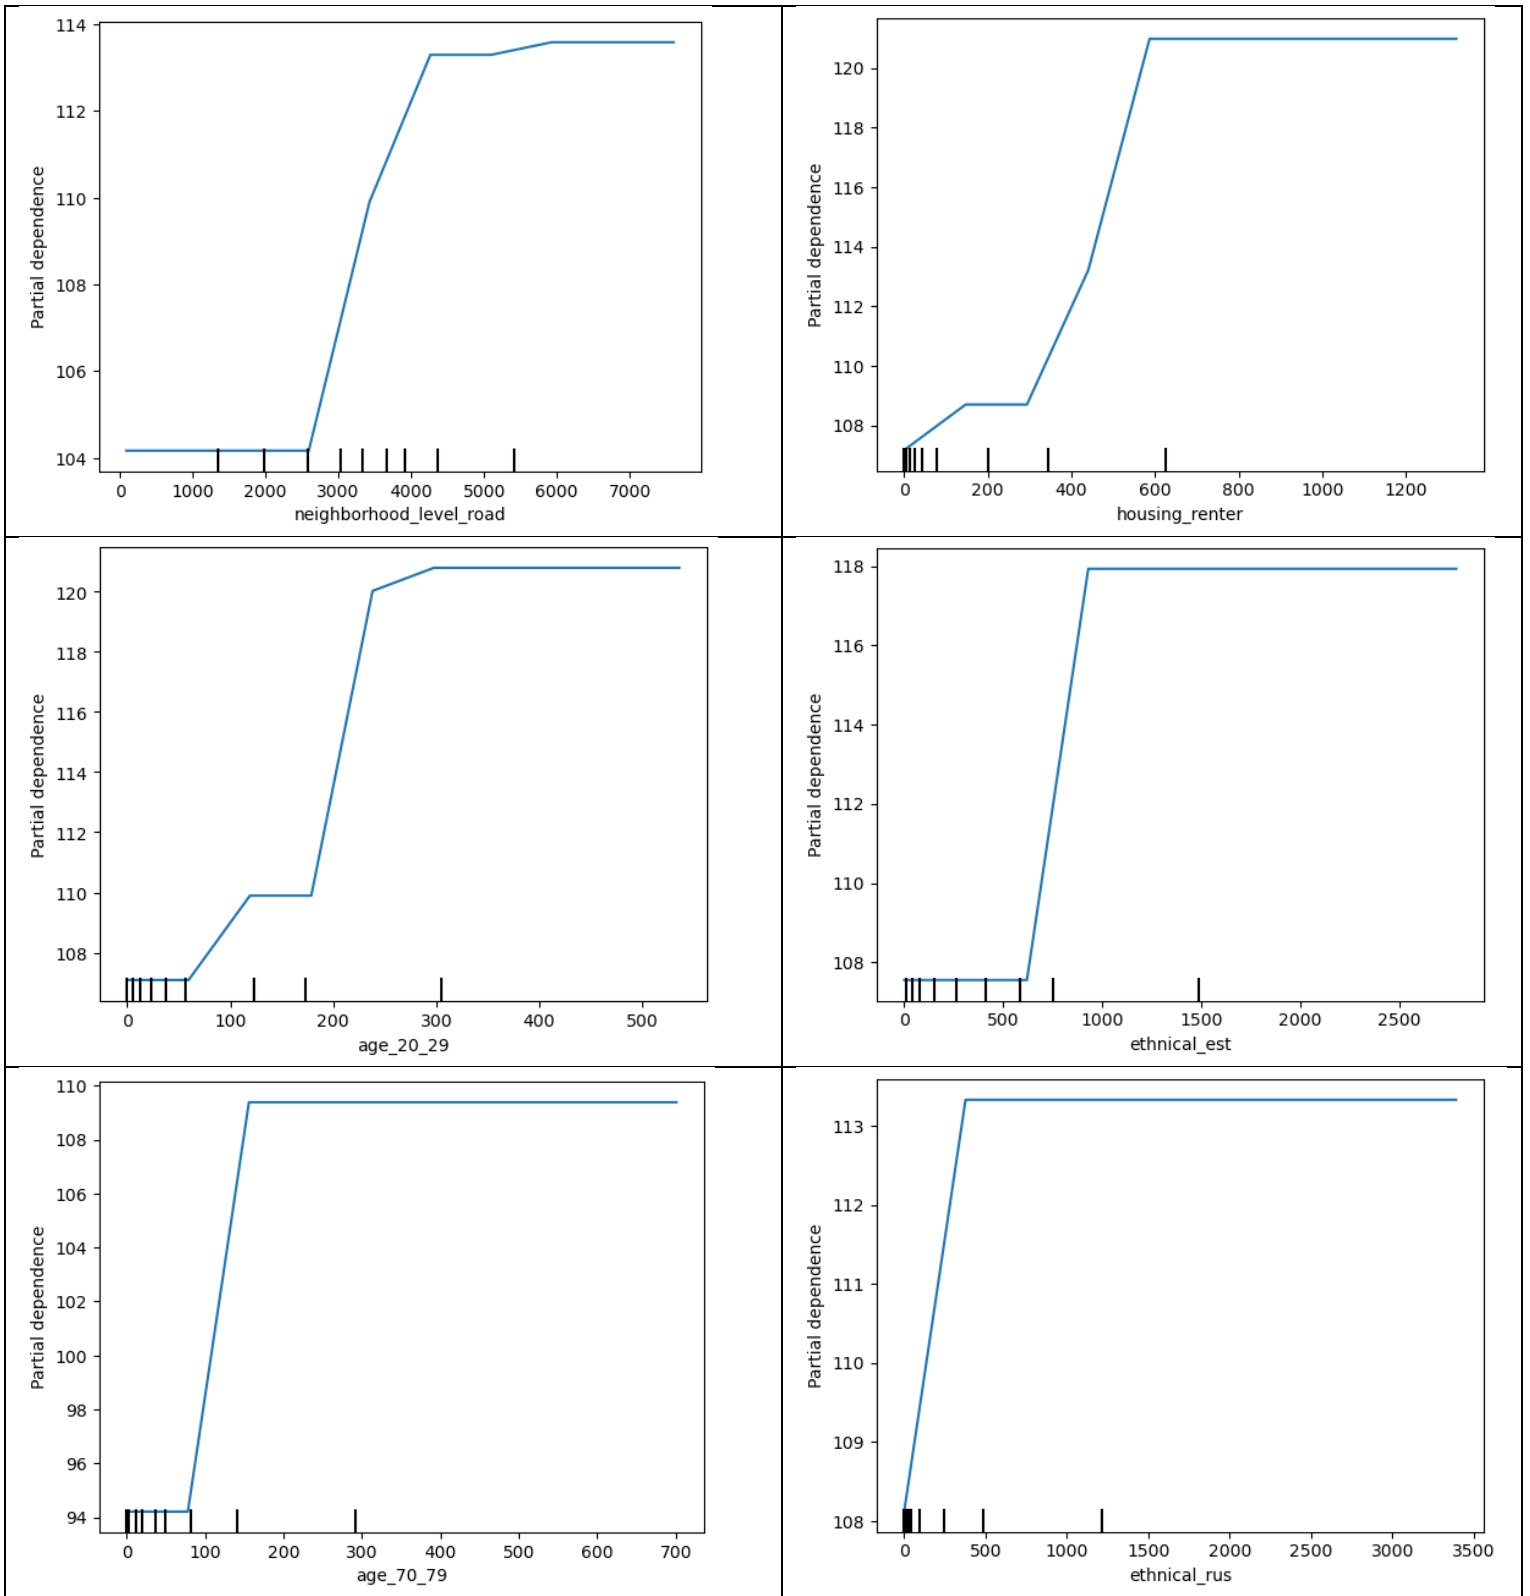 114
112
110
108
106
104
Partial dependence
0 1000 2000 3000 4000 5000 6000 7000
neighborhood_level_road
120
118
116
114
112
110
108
Partial dependence
0 200 400 600 800 1000 1200
housing_renter
120
118
116
114
112
110
108
Partial dependence
0 100 200 300 400 500
age_20_29
118
116
114
112
110
108
Partial dependence
0 500 1000 1500 2000 2500
ethnical_est
110
108
106
104
102
100
98
96
94
Partial dependence
0 100 200 300 400 500 600 700
age_70_79
113
112
111
110
109
108
Partial dependence
0 500 1000 1500 2000 2500 3000 3500
ethnical_rus